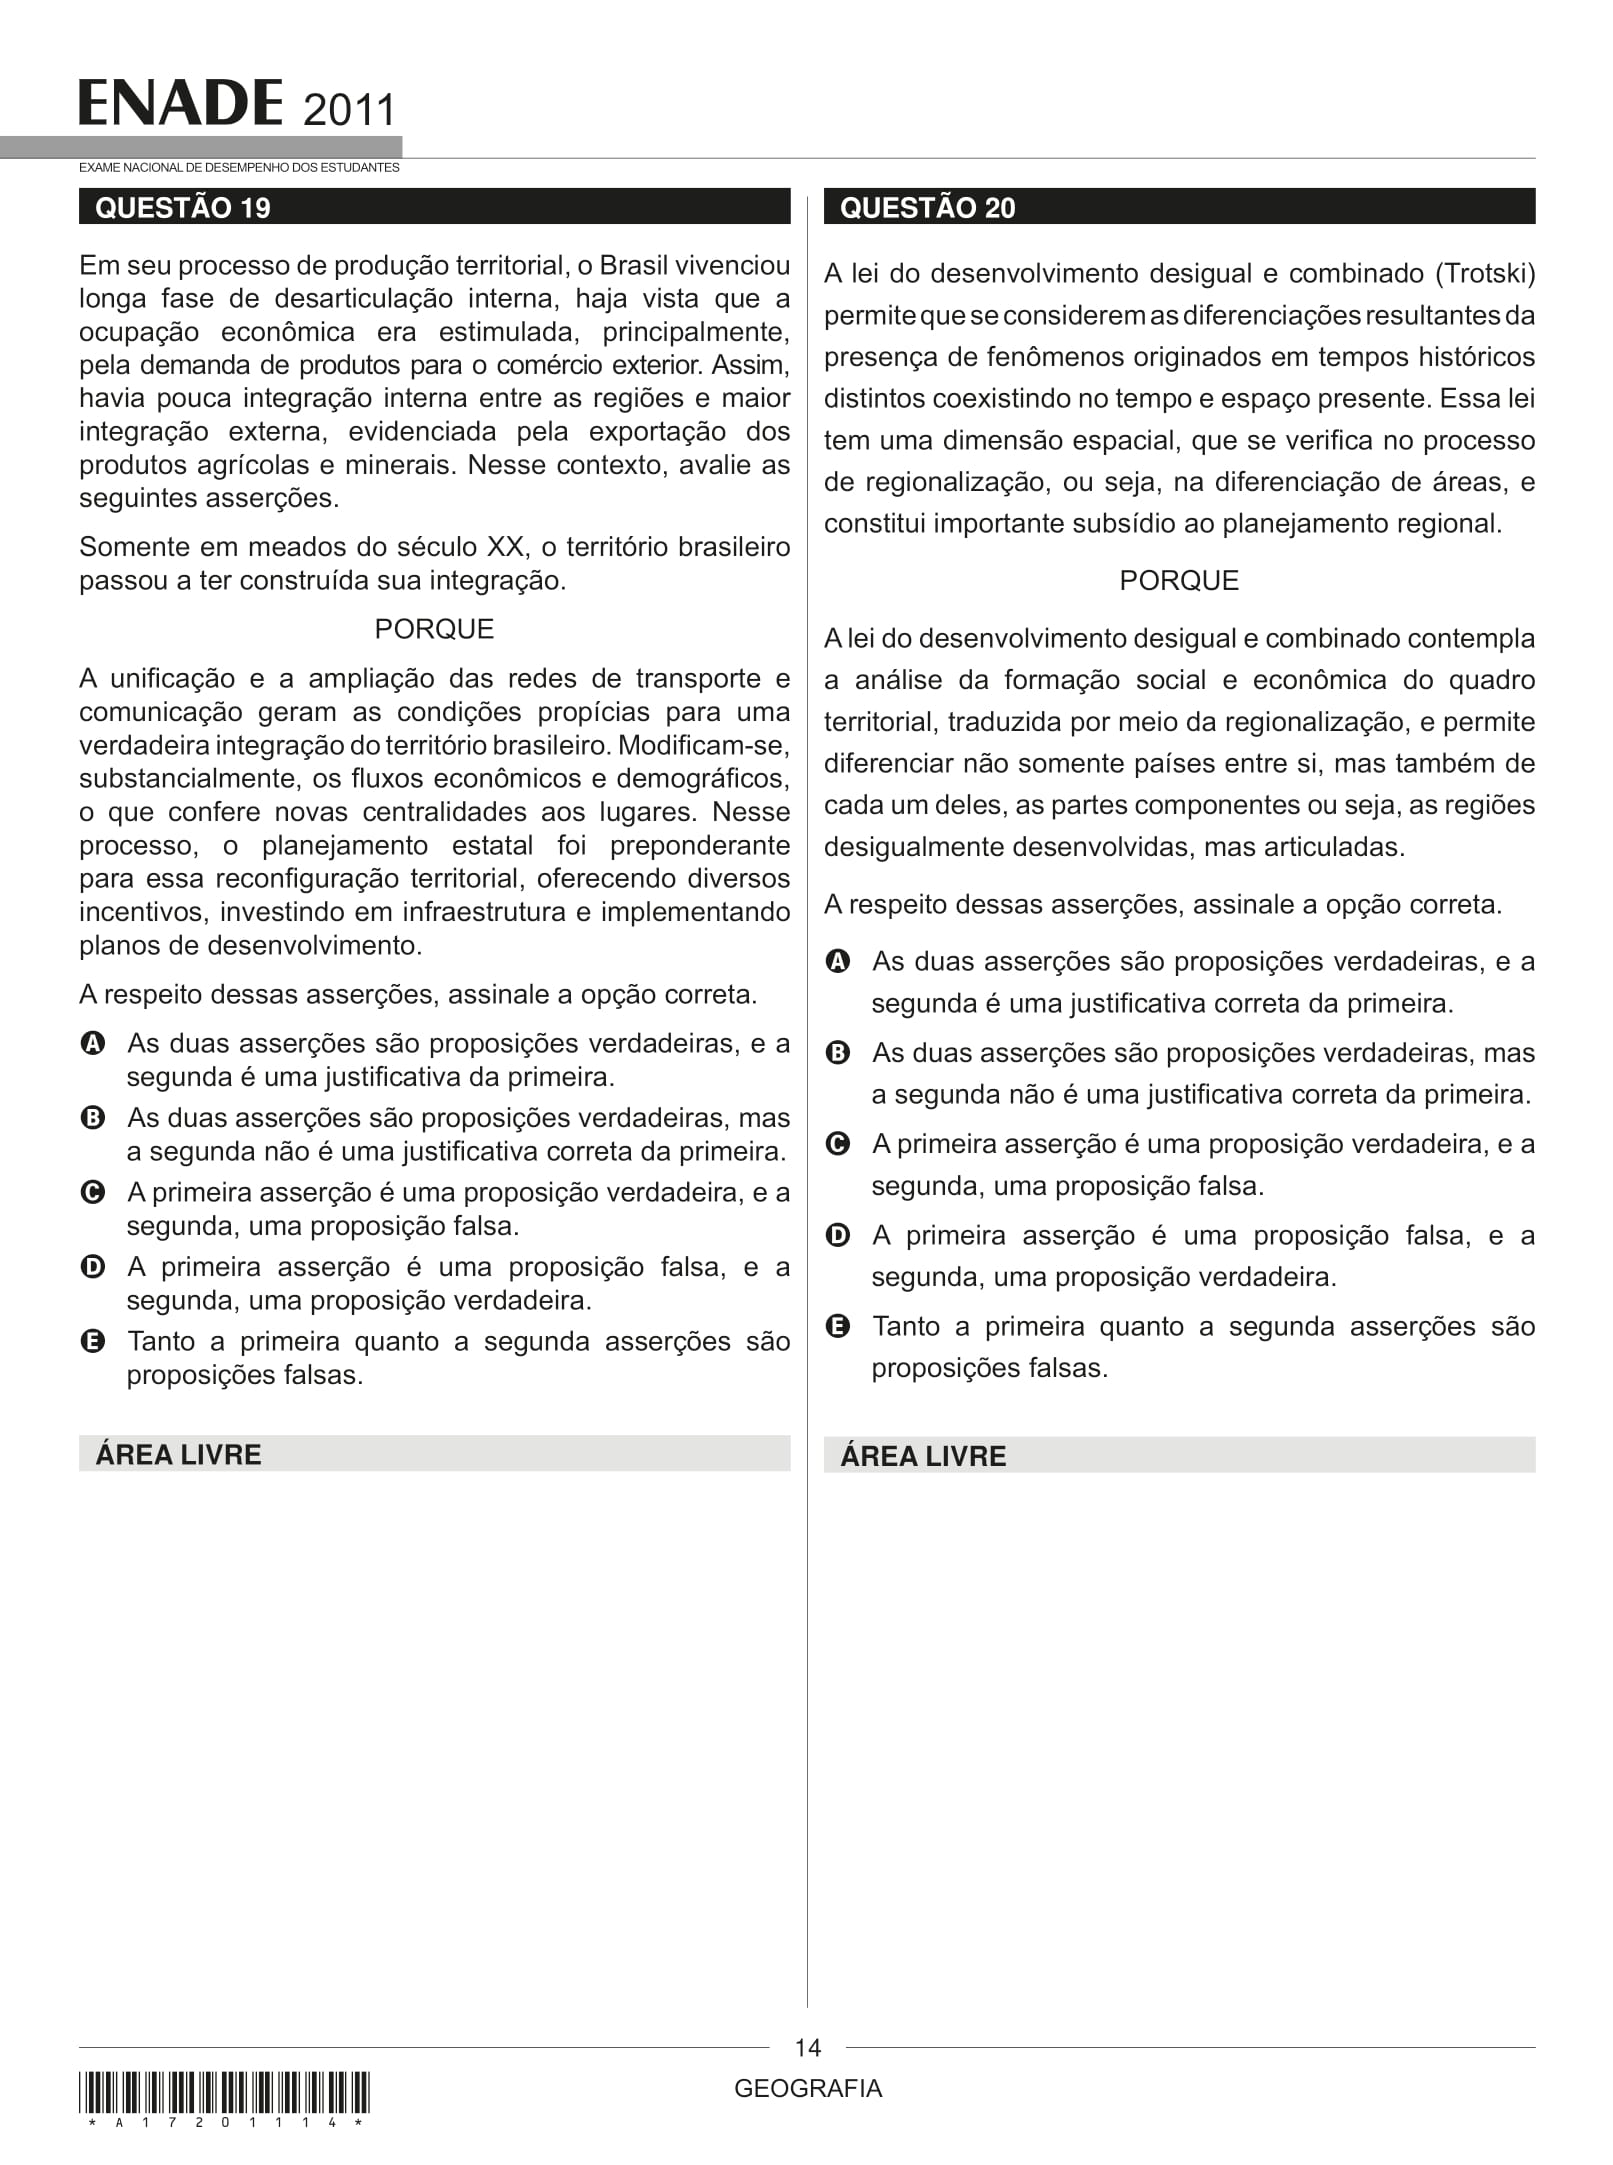 ENADE 2011
EXAME NACIONAL DE DESEMPENHO DOS ESTUDANTES
QUESTÃO 19
Em seu processo de produção territorial, o Brasil vivenciou
longa fase de desarticulação interna, haja vista que a
ocupação econômica era estimulada, principalmente,
pela demanda de produtos para o comércio exterior. Assim,
havia pouca integração interna entre as regiões e maior
integração externa, evidenciada pela exportação dos
produtos agrícolas e minerais. Nesse contexto, avalie as
seguintes asserções.
Somente em meados do século XX, o território brasileiro
passou a ter construída sua integração.
PORQUE
A unificação e a ampliação das redes de transporte e
comunicação geram as condições propícias para uma
verdadeira integração do território brasileiro. Modificam-se,
substancialmente, os fluxos econômicos e demográficos,
o que confere novas centralidades aos lugares. Nesse
processo, o planejamento estatal foi preponderante
para essa reconfiguração territorial, oferecendo diversos
incentivos, investindo em infraestrutura e implementando
planos de desenvolvimento.
A respeito dessas asserções, assinale a opção correta.
A As duas asserções são proposições verdadeiras, e a
segunda é uma justificativa da primeira.
B As duas asserções são proposições verdadeiras, mas
a segunda não é uma justificativa correta da primeira.
C A primeira asserção é uma proposição verdadeira, e a
segunda, uma proposição falsa.
D A primeira asserção é uma proposição falsa, e a
segunda, uma proposição verdadeira.
E Tanto a primeira quanto a segunda asserções são
proposições falsas.
ÁREA LIVRE
QUESTÃO 20
A lei do desenvolvimento desigual e combinado (Trotski)
permite que se considerem as diferenciações resultantes da
presença de fenômenos originados em tempos históricos
distintos coexistindo no tempo e espaço presente. Essa lei
tem uma dimensão espacial, que se verifica no processo
de regionalização, ou seja, na diferenciação de áreas, e
constitui importante subsídio ao planejamento regional.
PORQUE
A lei do desenvolvimento desigual e combinado contempla
a análise da formação social e econômica do quadro
territorial, traduzida por meio da regionalização, e permite
diferenciar não somente países entre si, mas também de
cada um deles, as partes componentes ou seja, as regiões
desigualmente desenvolvidas, mas articuladas.
A respeito dessas asserções, assinale a opção correta.
A As duas asserções são proposições verdadeiras, e a
segunda é uma justificativa correta da primeira.
B As duas asserções são proposições verdadeiras, mas
a segunda não é uma justificativa correta da primeira.
C A primeira asserção é uma proposição verdadeira, e a
segunda, uma proposição falsa.
D A primeira asserção é uma proposição falsa, e a
segunda, uma proposição verdadeira.
E Tanto a primeira quanto a segunda asserções são
proposições falsas.
ÁREA LIVRE
14
GEOGRAFIA
* A 1 7 2 0 1 1 1 4 *